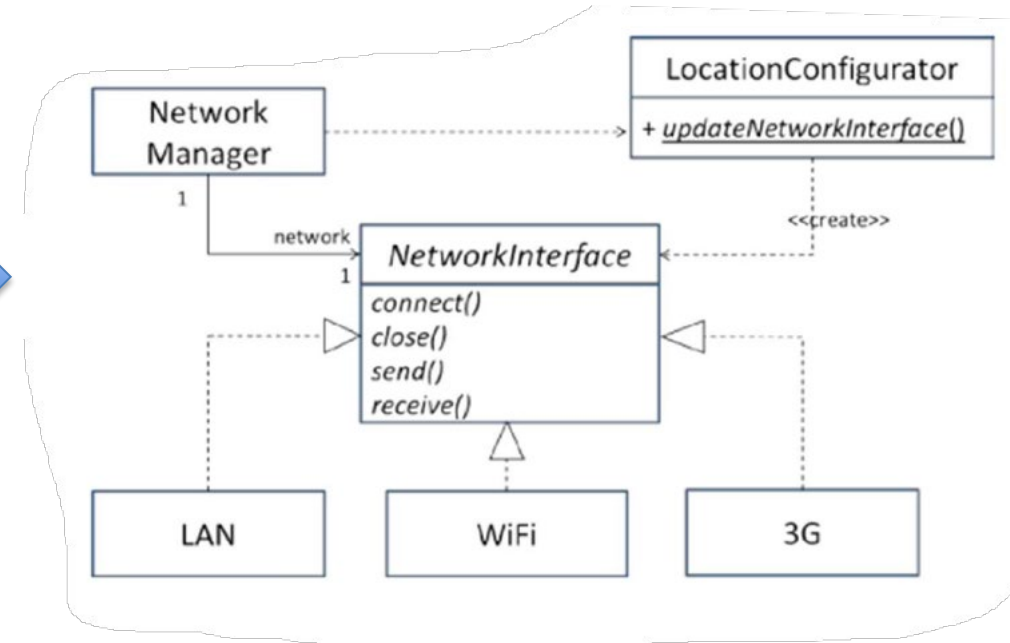 Network
Manager
LocationConfigurator
+ updateNetworkInterface()
1
<<create>>
network
1
NetworkInterface
connect()
close()
send()
receive()
LAN
WiFi
3G